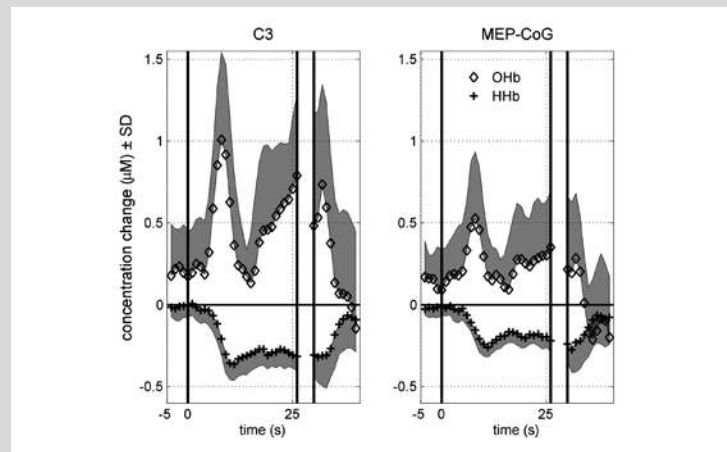 C3
MEP-CoG
concentration change (μM) ± SD
1.5
1
0.5
0
-0.5
-5 0 25
time (s)
1.5
1
0.5
0
-0.5
OHb
HHb
-5 0 25
time (s)